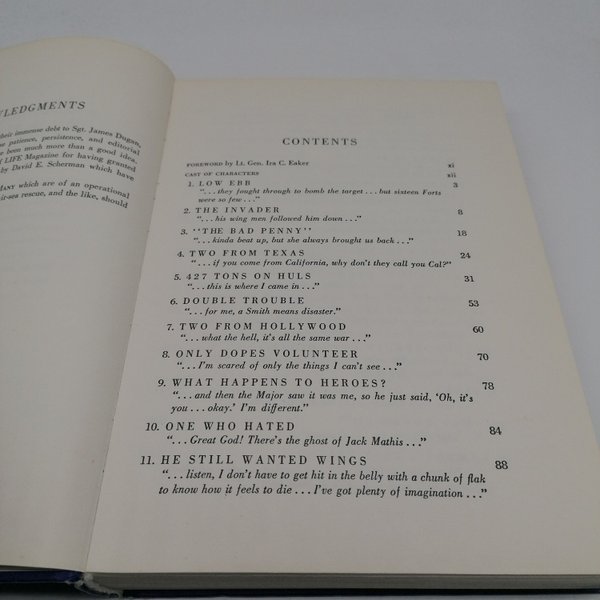 WLEDGMENTS
heir immense debt to Sgt. James Dugan,
patience, persistence, and editorial
been much more than a good idea.
LIFE Magazine for having granted
by David E. Scherman which have
MANY which are of an operational
air-sea rescue, and the like, should
CONTENTS
FOREWORD by Lt. Gen. Ira C. Eaker xi
CAST OF CHARACTERS xii
1. LOW EBB 3
"...they fought through to bomb the target...but sixteen Forts
were so few..."
2. THE INVADER 8
"...his wing men followed him down..."
3. "THE BAD PENNY" 18
"...kinda beat up, but she always brought us back..."
4. TWO FROM TEXAS 24
"...if you come from California, why don't they call you Cal?"
5. 427 TONS ON HULS 31
"...this is where I came in..."
6. DOUBLE TROUBLE 53
"...for me, a Smith means disaster."
7. TWO FROM HOLLYWOOD 60
"...what the hell, it's all the same war..."
8. ONLY DOPES VOLUNTEER 70
"...I'm scared of only the things I can't see..."
9. WHAT HAPPENS TO HEROES? 78
"...and then the Major saw it was me, so he just said, 'Oh, it's
you...okay.' I'm different."
10. ONE WHO HATED 84
"...Great God! There's the ghost of Jack Mathis..."
11. HE STILL WANTED WINGS 88
"...listen, I don't have to get hit in the belly with a chunk of flak
to know how it feels to die...I've got plenty of imagination..."